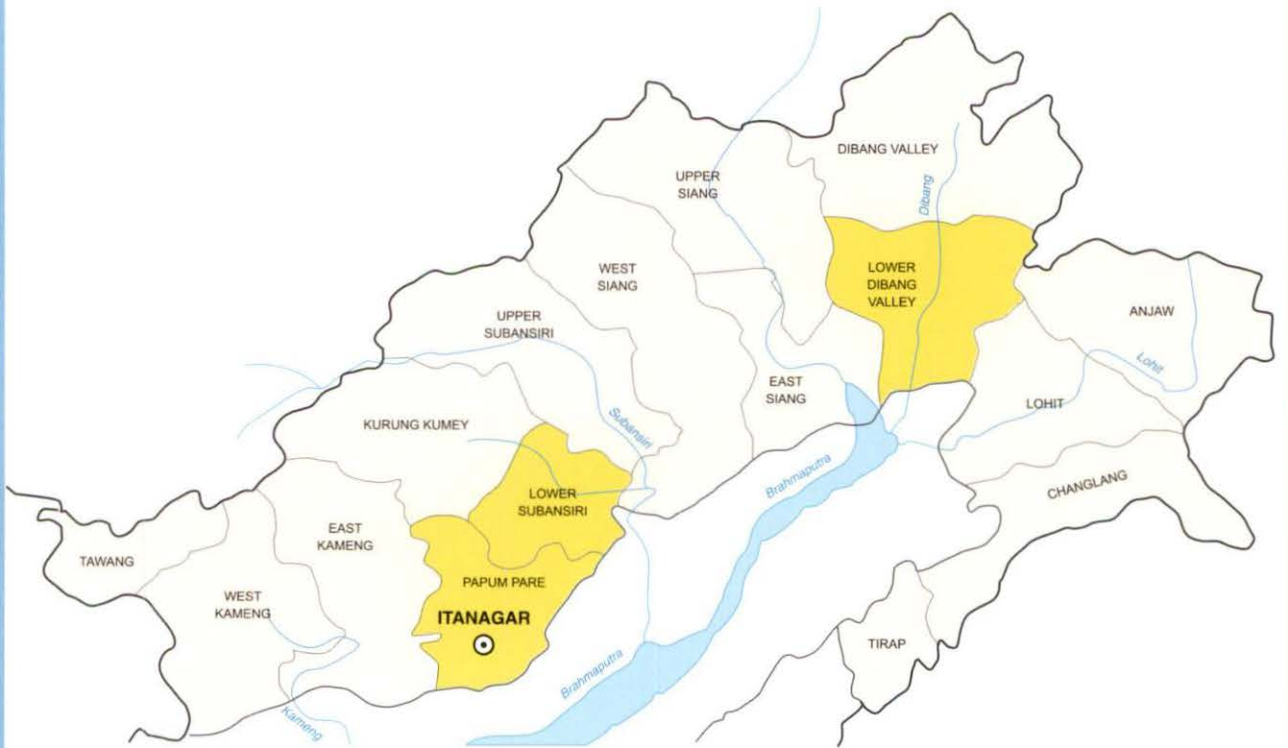 DIBANG VALLEY
UPPER
SIANG
Dibang
LOWER
DIBANG
VALLEY
WEST
SIANG
ANJAW
UPPER
SUBANSIRI
Lohit
EAST
SIANG
LOHIT
KURUNG KUMEY
Subansiri
Brahmaputra
CHANGLANG
LOWER
SUBANSIRI
EAST
KAMENG
TAWANG
PAPUM PARE
WEST
KAMENG
ITANAGAR
TIRAP
Brahmaputra
Kameng